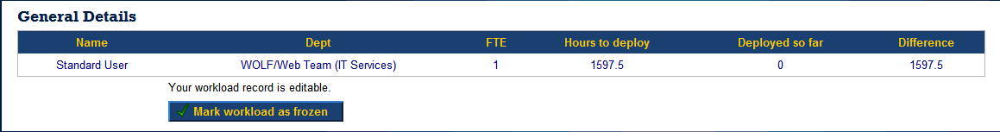 General Details
Name Dept FTE Hours to deploy Deployed so far Difference
Standard User WOLF/Web Team (IT Services) 1 1597.5 0 1597.5
Your workload record is editable.
Mark workload as frozen